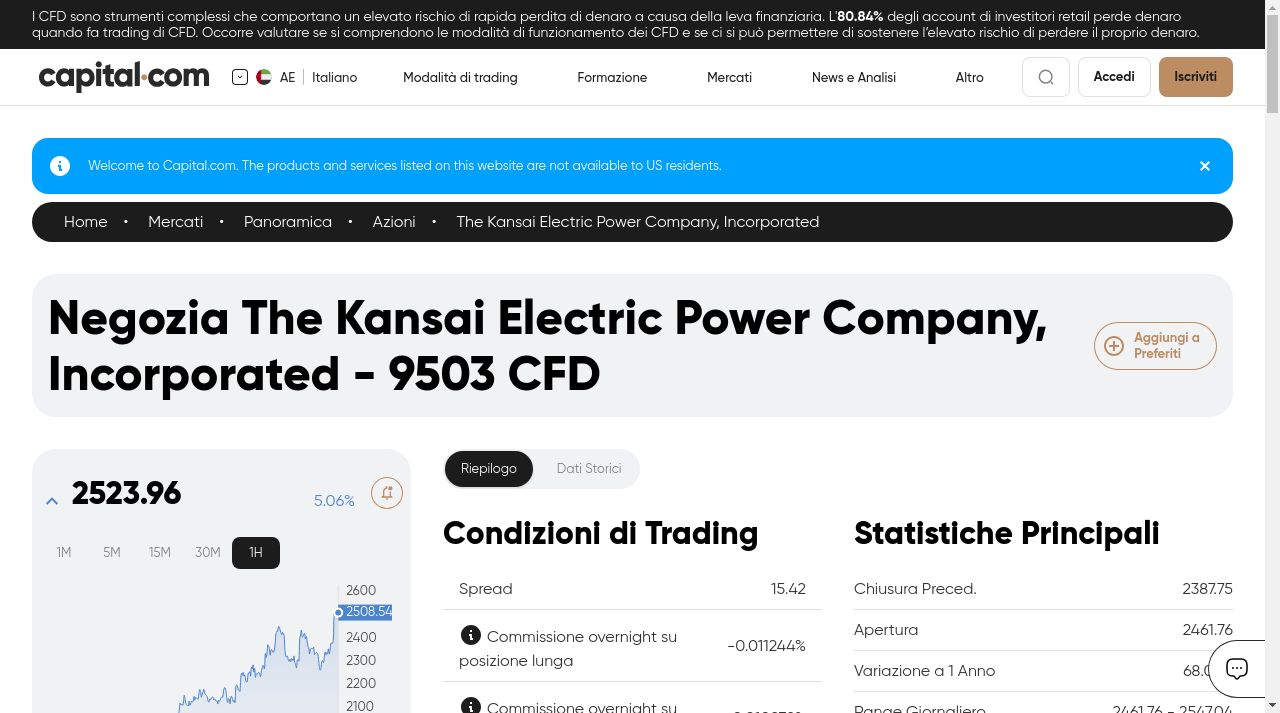 I CFD sono strumenti complessi che comportano un elevato rischio di rapida perdita di denaro a causa della leva finanziaria. L'80.84% degli account di investitori retail perde denaro
quando fa trading di CFD. Occorre valutare se si comprendono le modalità di funzionamento dei CFD e se ci si può permettere di sostenere l’elevato rischio di perdere il proprio denaro.
capital.com
AE
Italiano
Modalità di trading
Formazione
Mercati
News e Analisi
Altro
Accedi
Iscriviti
Welcome to Capital.com. The products and services listed on this website are not available to US residents.
Home • Mercati • Panoramica • Azioni • The Kansai Electric Power Company, Incorporated
Negozia The Kansai Electric Power Company,
Incorporated - 9503 CFD
Aggiungi a
Preferiti
2523.96
5.06%
1M
5M
15M
30M
1H
2600
2508.54
2400
2300
2200
2100
Riepilogo
Dati Storici
Condizioni di Trading
Spread 15.42
Commissione overnight su
posizione lunga
-0.011244%
Commissione overnight su
Statistiche Principali
Chiusura Preced. 2387.75
Apertura 2461.76
Variazione a 1 Anno
Range Giornaliero 2461.76 - 2547.04